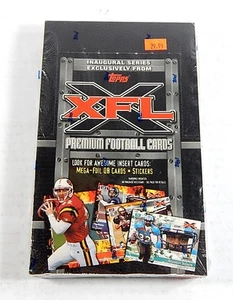 29.99
INAUGURAL SERIES
EXCLUSIVELY FROM
Topps
XFL
PREMIUM FOOTBALL CARDS
LOOK FOR AWESOME INSERT CARDS:
MEGA-FOIL QB CARDS • STICKERS